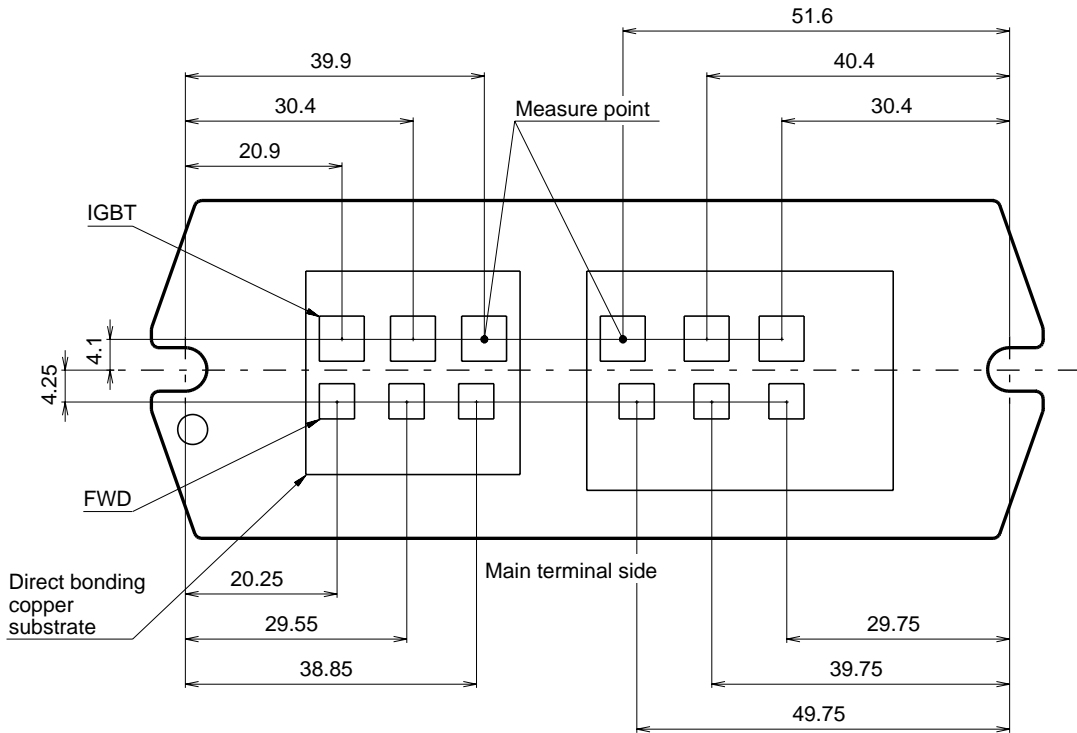 51.6
39.9
40.4
30.4
Measure point
30.4
20.9
IGBT
4.1
4.25
FWD
Main terminal side
Direct bonding
copper
substrate
20.25
29.55
29.75
38.85
39.75
49.75